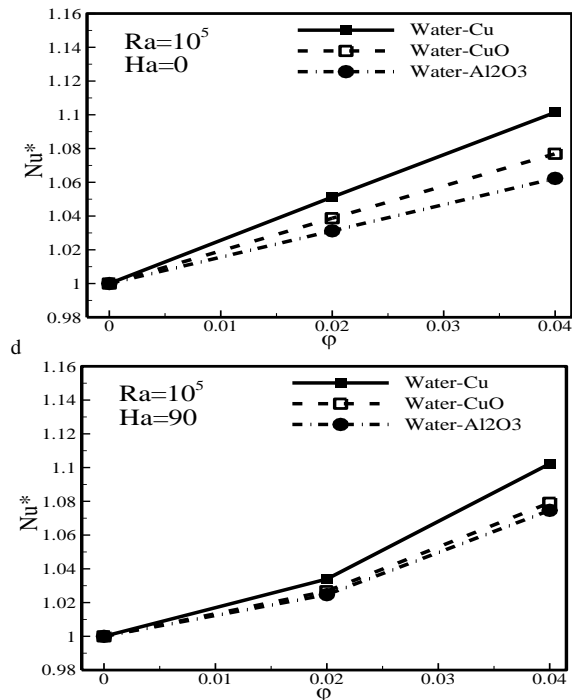 1.16
Ra=10⁵
Ha=0
Water-Cu
Water-CuO
Water-Al2O3
1.14
1.12
1.1
1.08
1.06
1.04
1.02
1
0.98
Nu*
0 0.01 0.02 0.03 0.04
φ
d
1.16
Ra=10⁵
Ha=90
Water-Cu
Water-CuO
Water-Al2O3
1.14
1.12
1.1
1.08
1.06
1.04
1.02
1
0.98
Nu*
0 0.01 0.02 0.03 0.04
φ